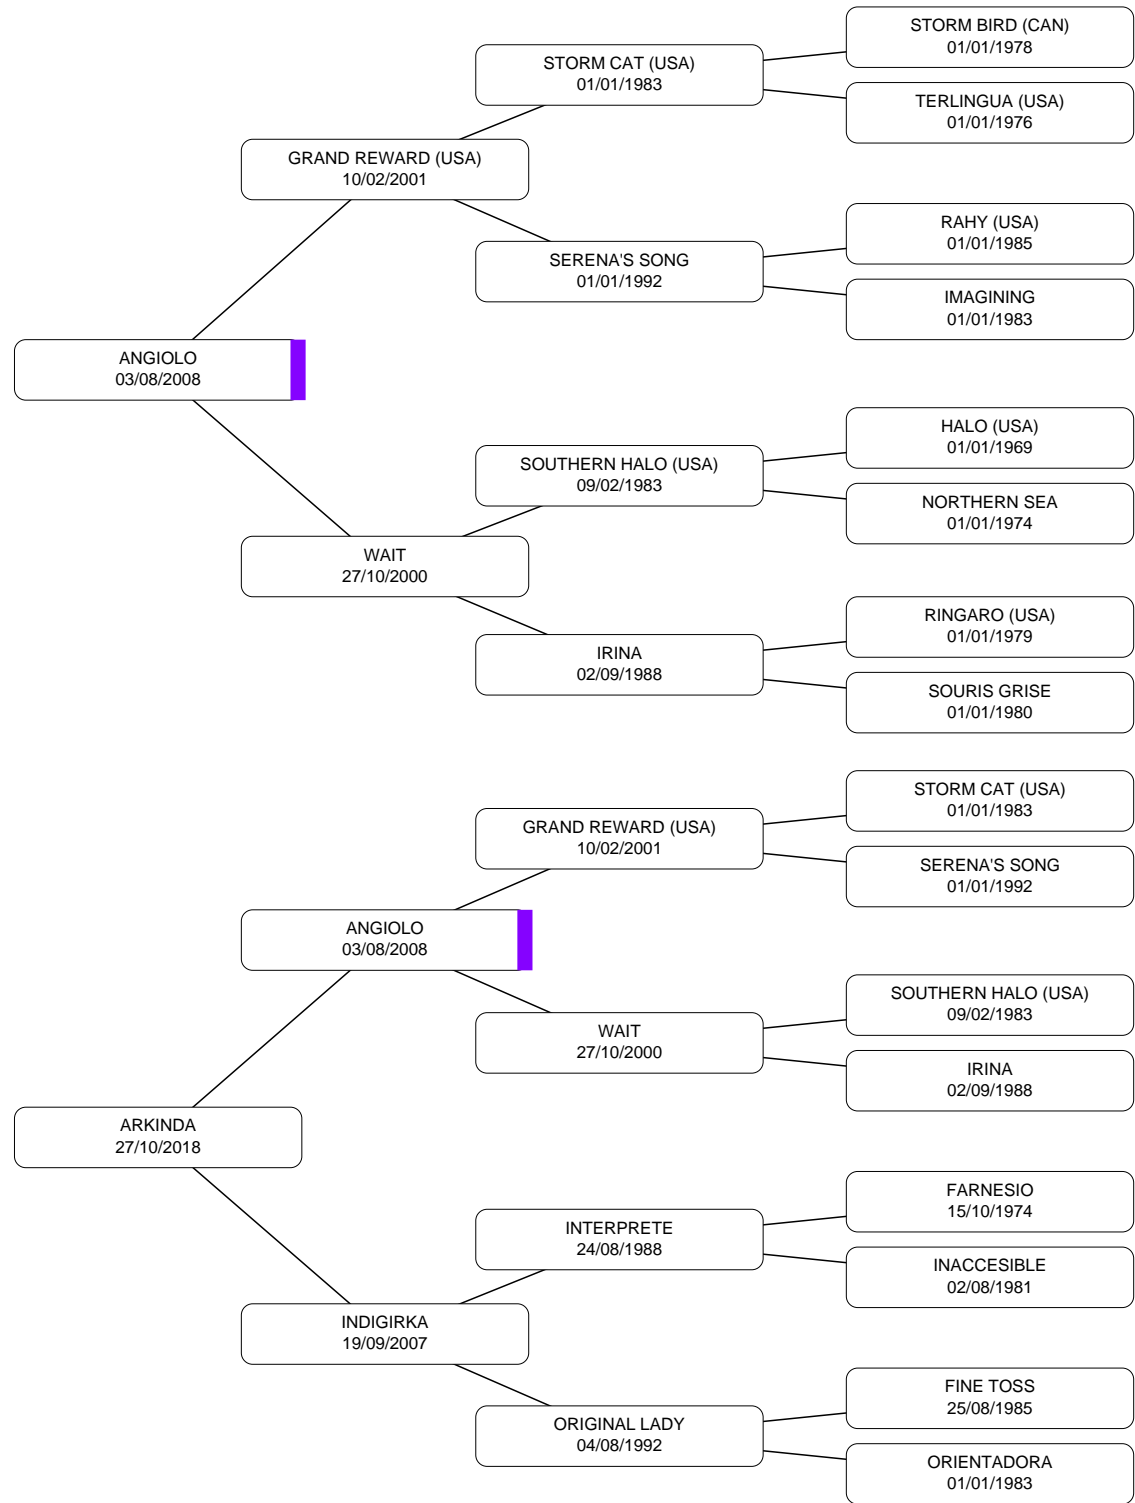 STORM BIRD (CAN)
01/01/1978
STORM CAT (USA)
01/01/1983
TERLINGUA (USA)
01/01/1976
GRAND REWARD (USA)
10/02/2001
RAHY (USA)
01/01/1985
SERENA'S SONG
01/01/1992
IMAGINING
01/01/1983
ANGIOLO
03/08/2008
HALO (USA)
01/01/1969
SOUTHERN HALO (USA)
09/02/1983
NORTHERN SEA
01/01/1974
WAIT
27/10/2000
RINGARO (USA)
01/01/1979
IRINA
02/09/1988
SOURIS GRISE
01/01/1980
STORM CAT (USA)
01/01/1983
GRAND REWARD (USA)
10/02/2001
SERENA'S SONG
01/01/1992
ANGIOLO
03/08/2008
SOUTHERN HALO (USA)
09/02/1983
WAIT
27/10/2000
IRINA
02/09/1988
ARKINDA
27/10/2018
FARNESIO
15/10/1974
INTERPRETE
24/08/1988
INACCESIBLE
02/08/1981
INDIGIRKA
19/09/2007
FINE TOSS
25/08/1985
ORIGINAL LADY
04/08/1992
ORIENTADORA
01/01/1983